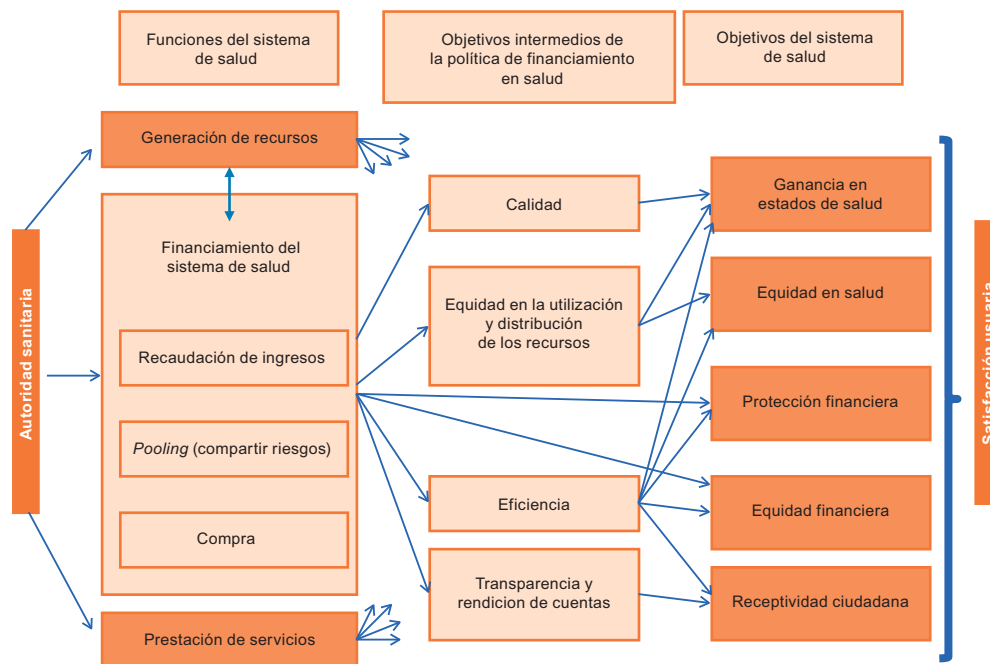 Funciones del sistema
de salud
Objetivos intermedios de
la política de financiamiento
en salud
Objetivos del sistema
de salud
Autoridad sanitaria
Generación de recursos
Financiamiento del
sistema de salud
Recaudación de ingresos
Pooling (compartir riesgos)
Compra
Prestación de servicios
Calidad
Equidad en la utilización
y distribución
de los recursos
Eficiencia
Transparencia y
rendicion de cuentas
Ganancia en
estados de salud
Equidad en salud
Protección financiera
Equidad financiera
Receptividad ciudadana
Satisfacción usuaria